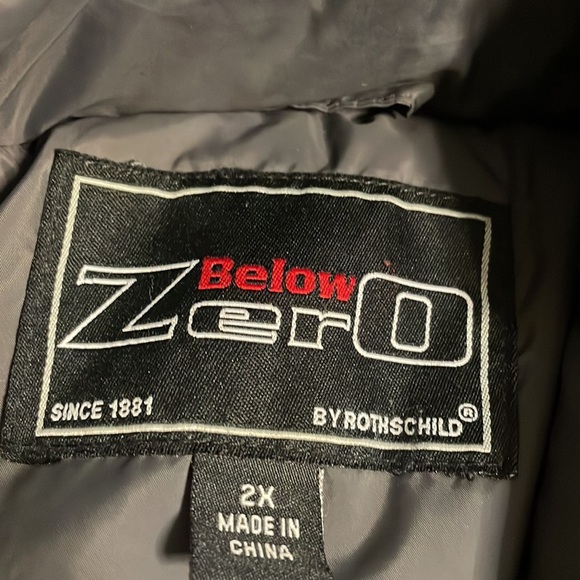 Below
ZerO
SINCE 1881 BY ROTHSCHILD®
2X
MADE IN
CHINA